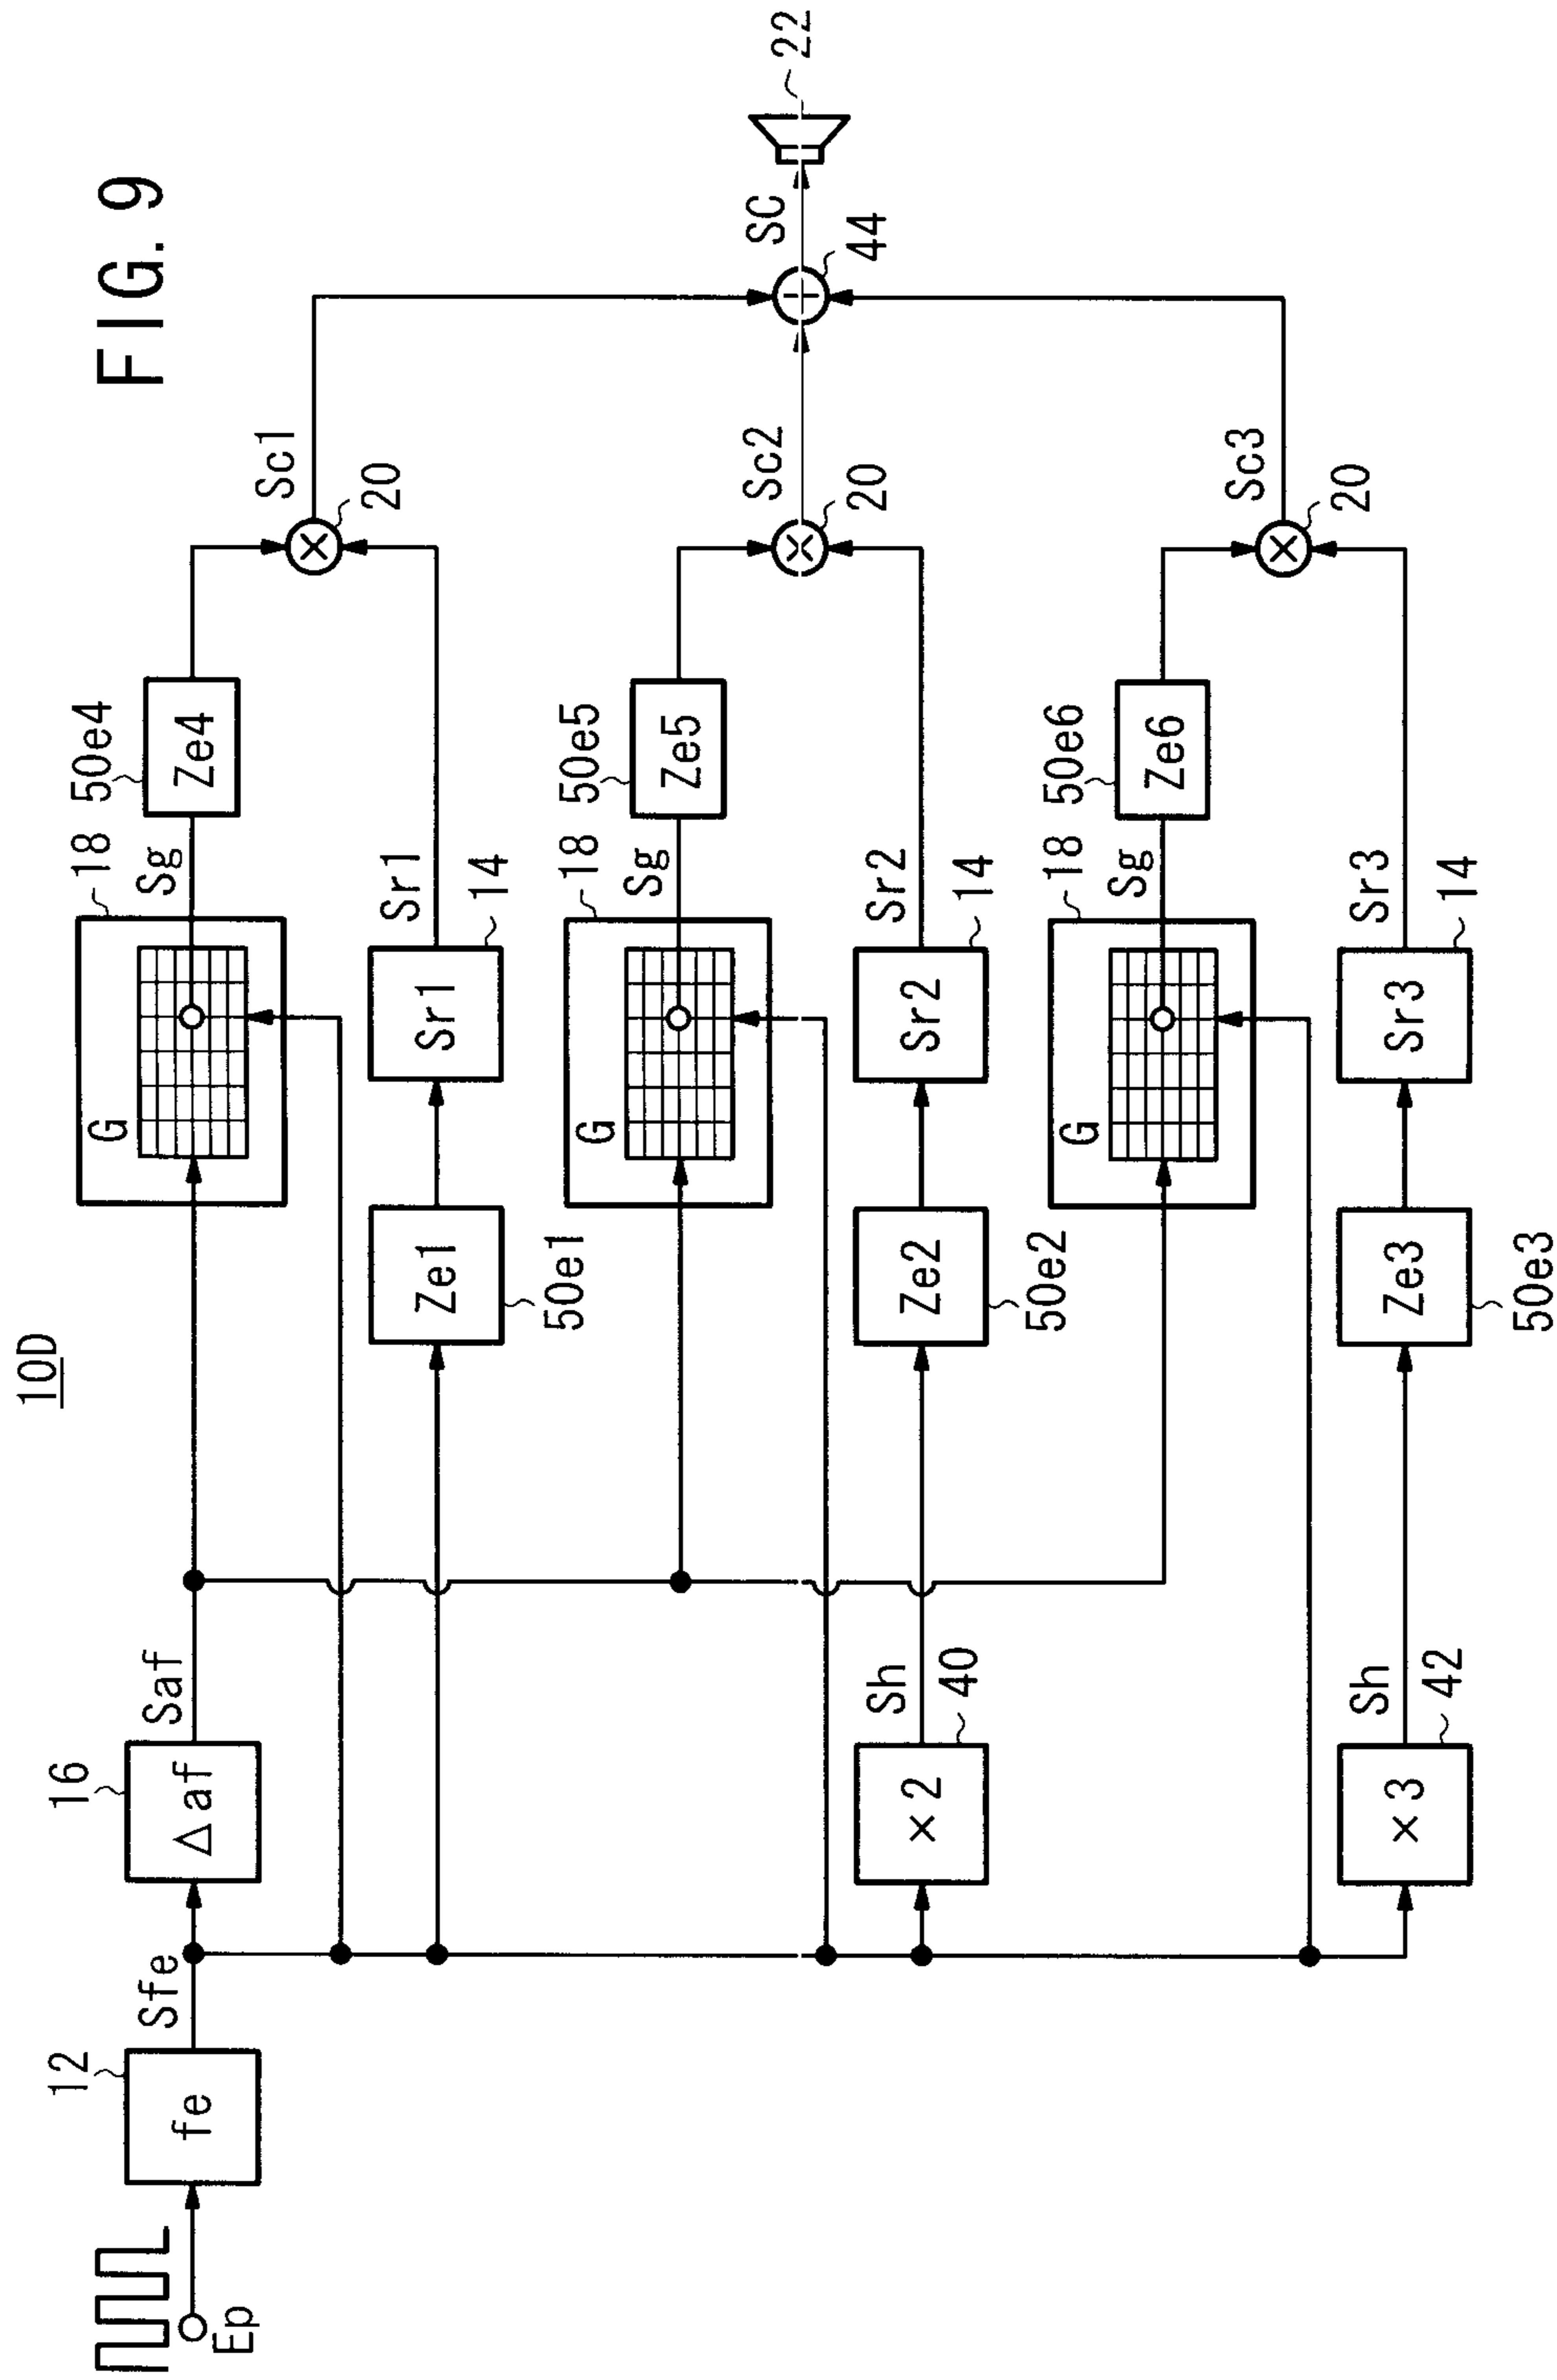 FIG. 9
10D
Ep
fe
12
Sfe
Δaf
16
Saf
G
18
Sg
Ze4
50e4
Ze1
50e1
Sr1
14
Sr1
20
Sc1
G
18
Sg
Ze5
50e5
×2
40
Sh
Ze2
50e2
Sr2
14
Sr2
20
Sc2
G
18
Sg
Ze6
50e6
×3
42
Sh
Ze3
50e3
Sr3
14
Sr3
20
Sc3
44
SC
22